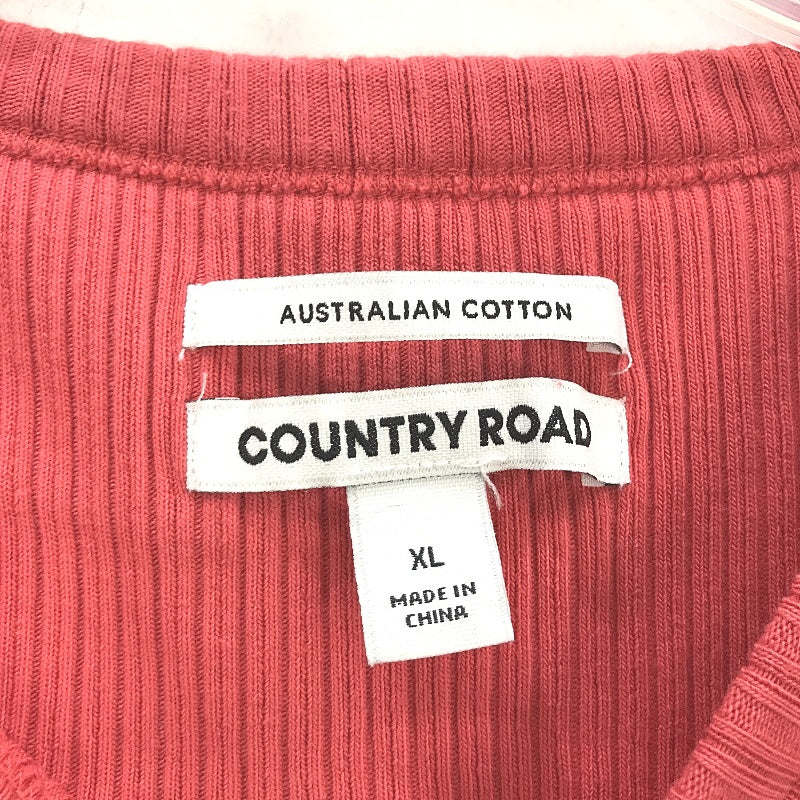 AUSTRALIAN COTTON
COUNTRY ROAD
XL
MADE IN
CHINA